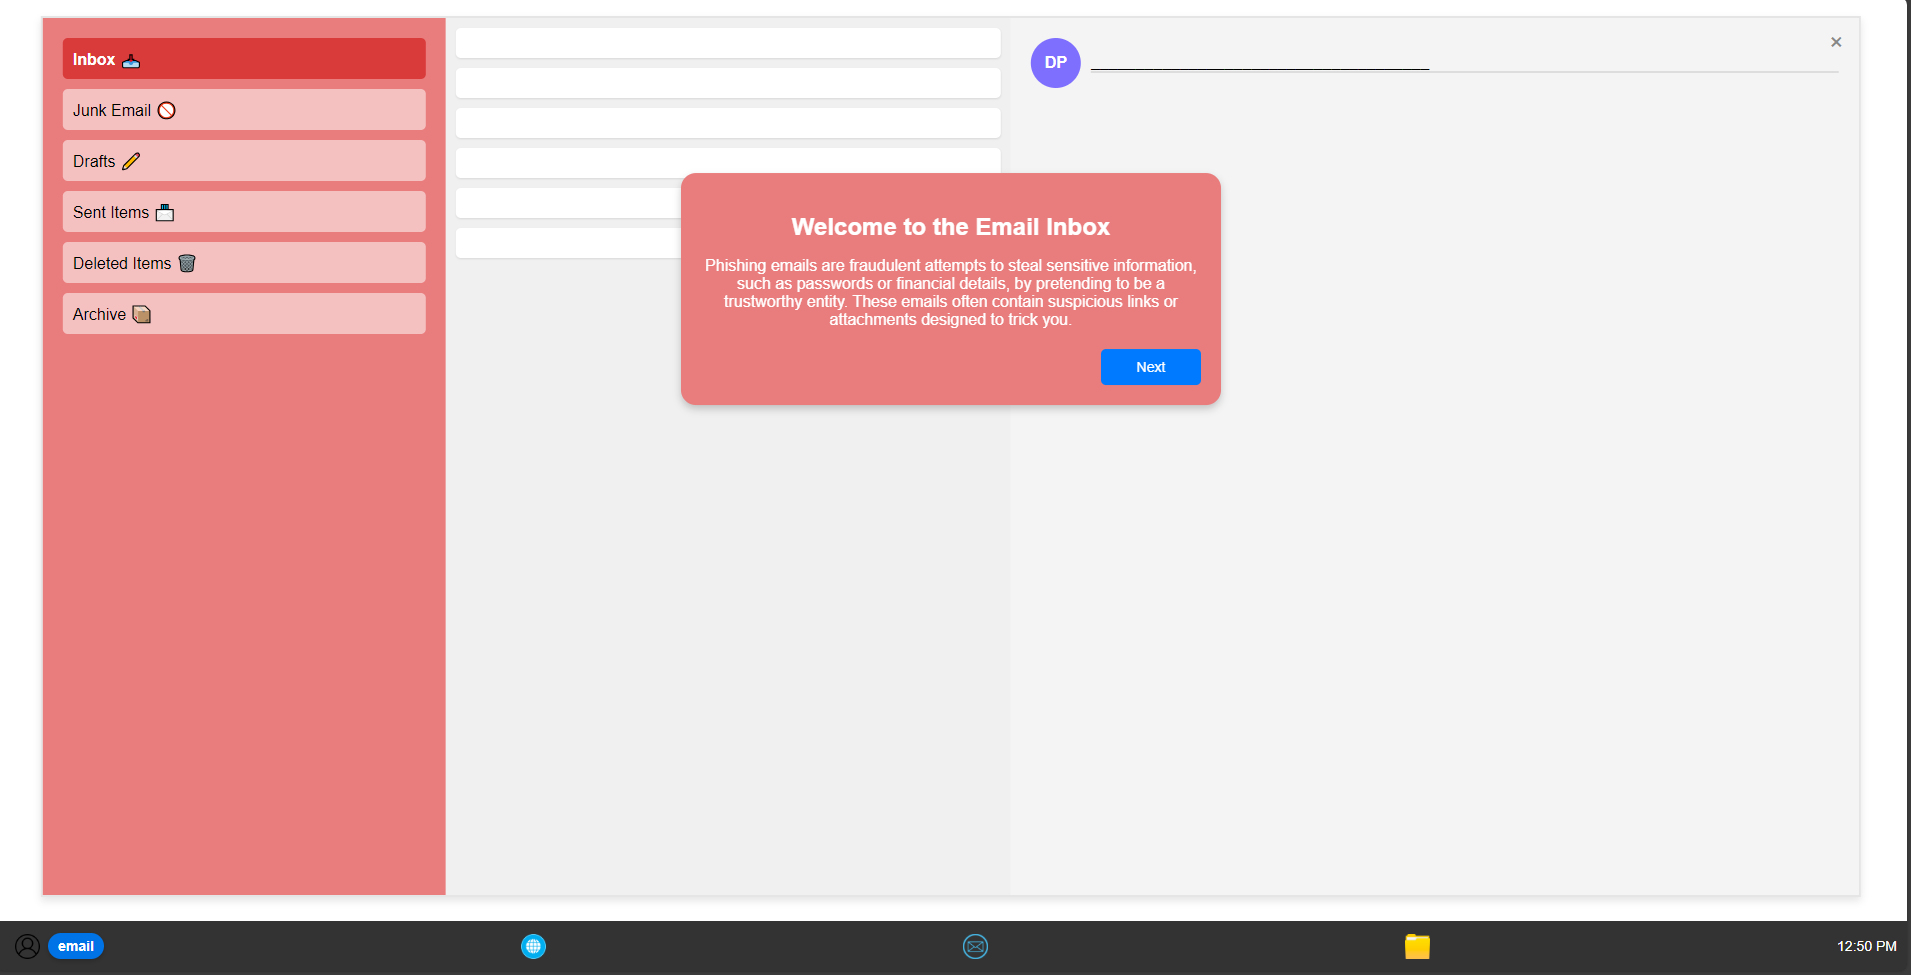 Inbox
Junk Email
Drafts
Sent Items
Deleted Items
Archive
DP
×
Welcome to the Email Inbox
Phishing emails are fraudulent attempts to steal sensitive information,
such as passwords or financial details, by pretending to be a
trustworthy entity. These emails often contain suspicious links or
attachments designed to trick you.
Next
email
12:50 PM